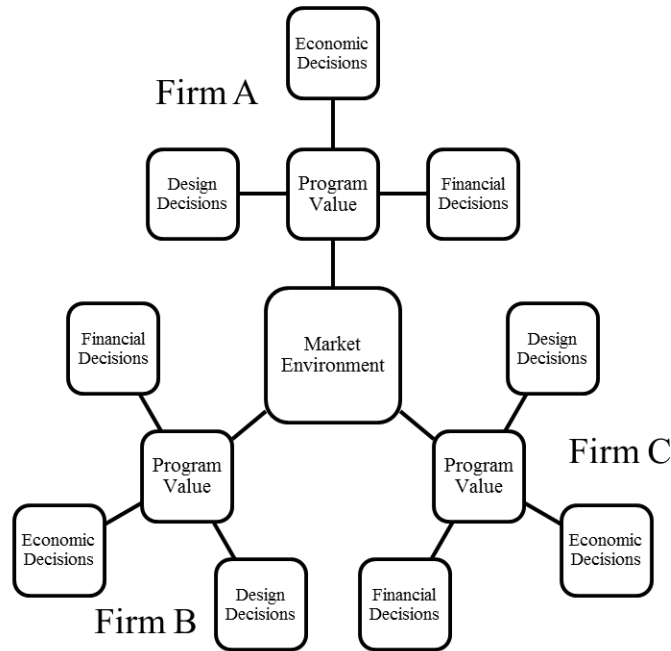 Economic
Decisions
Firm A
Design
Decisions
Program
Value
Financial
Decisions
Market
Environment
Financial
Decisions
Design
Decisions
Program
Value
Program
Value
Firm C
Economic
Decisions
Economic
Decisions
Design
Decisions
Financial
Decisions
Firm B